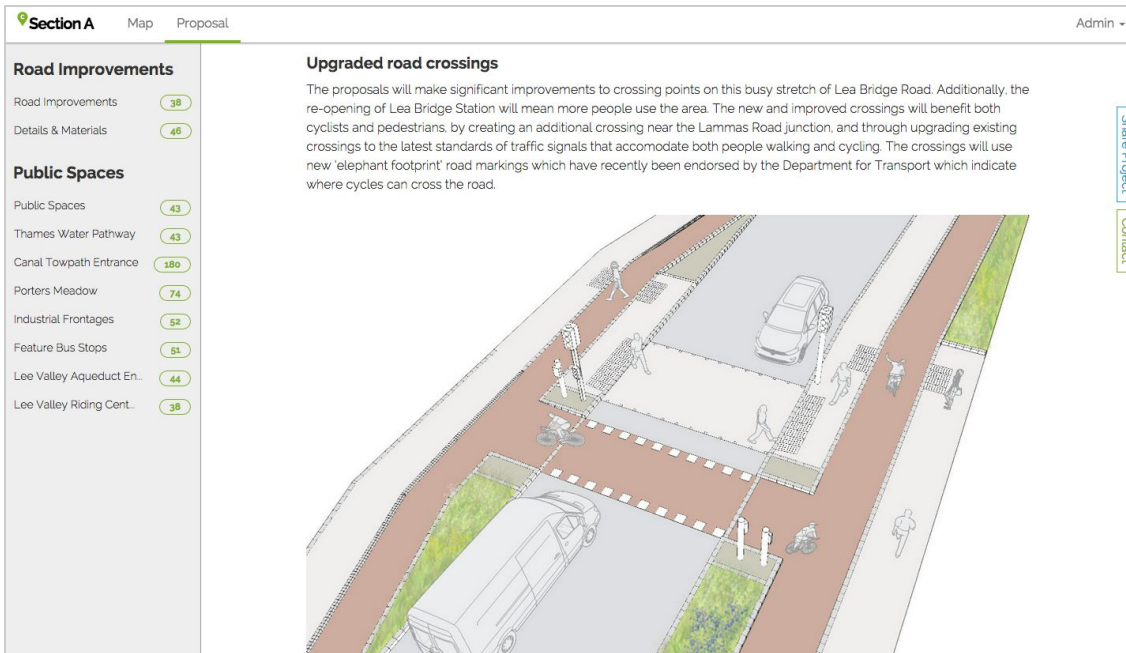 C
Section A
Map
Proposal
Admin
Road Improvements
Road Improvements 38
Details & Materials 46
Public Spaces
Public Spaces 43
Thames Water Pathway 43
Canal Towpath Entrance 180
Porters Meadow 74
Industrial Frontages 52
Feature Bus Stops 51
Lee Valley Aqueduct En... 44
Lee Valley Riding Cent... 38
Upgraded road crossings
The proposals will make significant improvements to crossing points on this busy stretch of Lea Bridge Road. Additionally, the
re-opening of Lea Bridge Station will mean more people use the area. The new and improved crossings will benefit both
cyclists and pedestrians, by creating an additional crossing near the Lammas Road junction, and through upgrading existing
crossings to the latest standards of traffic signals that accomodate both people walking and cycling. The crossings will use
new 'elephant footprint' road markings which have recently been endorsed by the Department for Transport which indicate
where cycles can cross the road.
Share Project
Contact